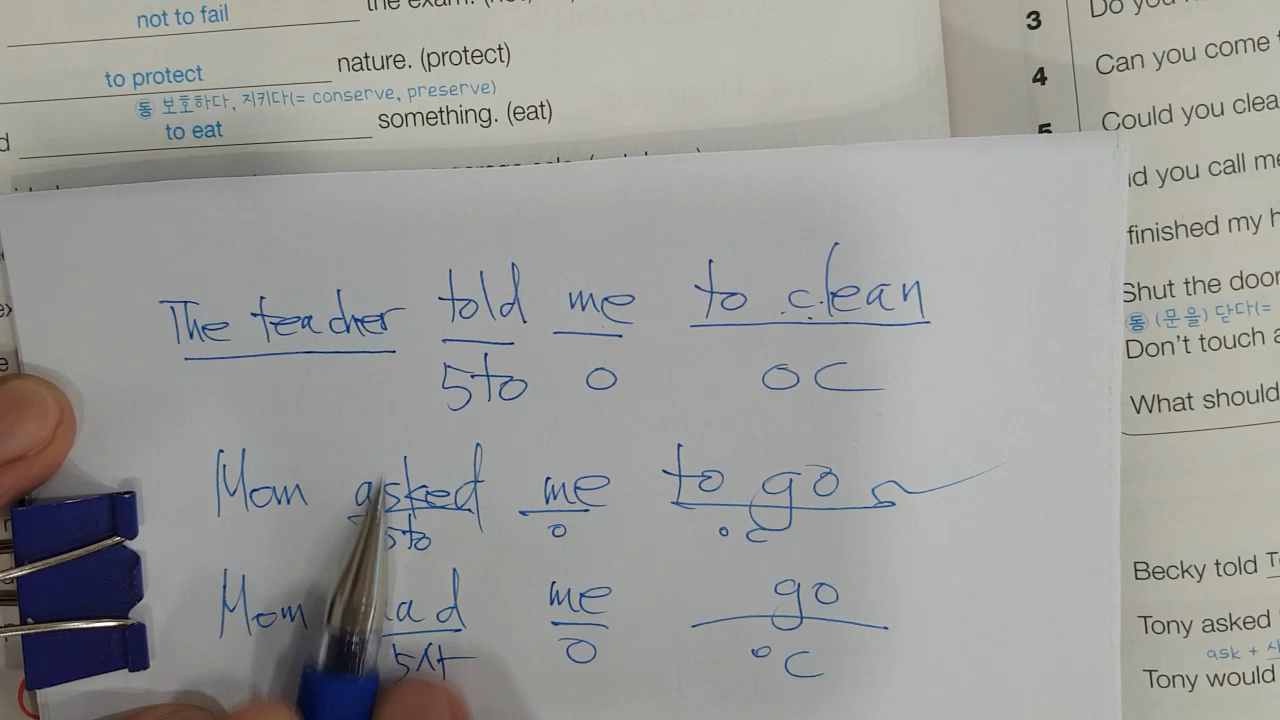 not to fail the exam.
to protect nature. (protect)
동 보호하다, 지키다(= conserve, preserve)
to eat something. (eat)
3 Do you
4 Can you come
5 Could you clea
you call me
finished my h
Shut the door
동 (문을) 닫다(=
Don't touch a
What should
The teacher told me to clean
5to O OC
Mom asked me to go
5to O OC
Mom me go
O OC
Becky told
Tony asked
ask +
Tony would